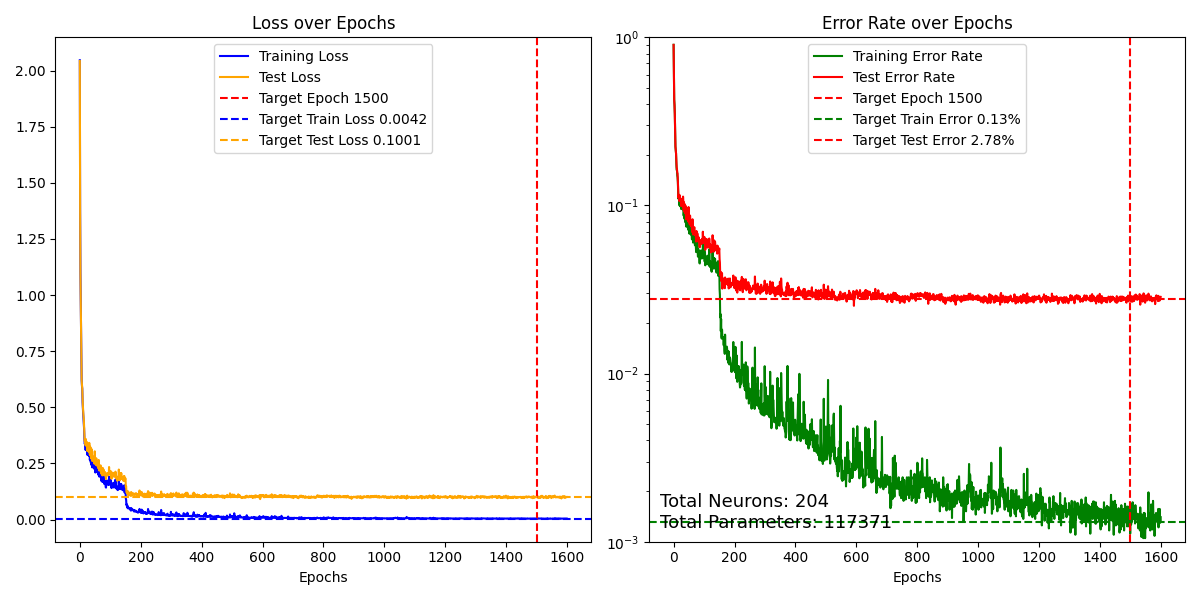 Loss over Epochs
Training Loss
Test Loss
Target Epoch 1500
Target Train Loss 0.0042
Target Test Loss 0.1001
2.00
1.75
1.50
1.25
1.00
0.75
0.50
0.25
0.00
0 200 400 600 800 1000 1200 1400 1600
Epochs
Error Rate over Epochs
Training Error Rate
Test Error Rate
Target Epoch 1500
Target Train Error 0.13%
Target Test Error 2.78%
10⁰
10⁻¹
10⁻²
10⁻³
Total Neurons: 204
Total Parameters: 117371
0 200 400 600 800 1000 1200 1400 1600
Epochs